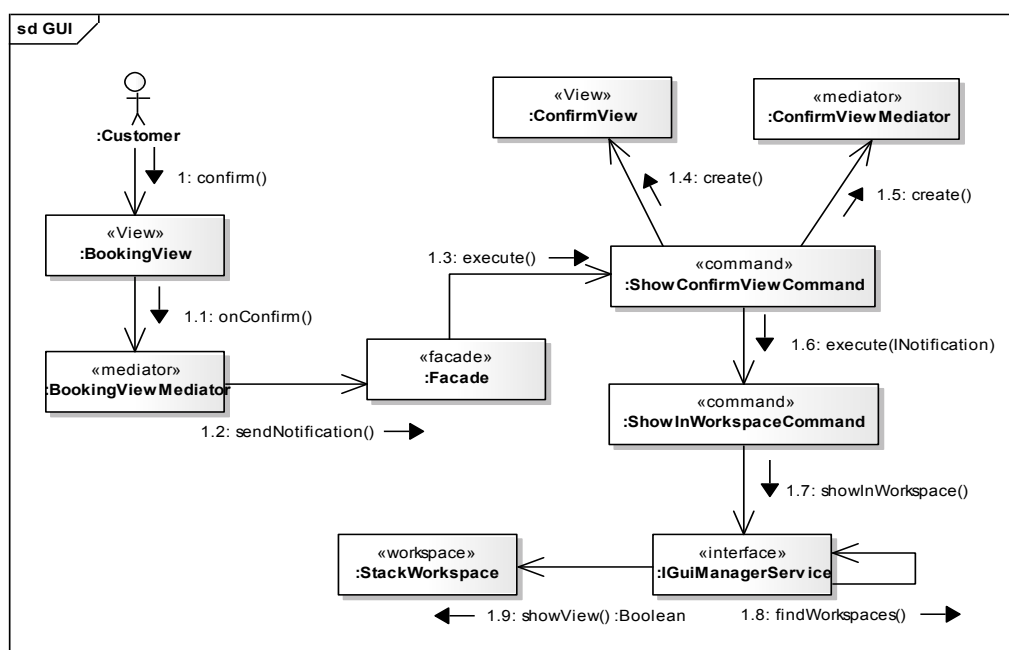 sd GUI
:Customer
1: confirm()
«View»
:BookingView
1.1: onConfirm()
«mediator»
:BookingViewMediator
1.2: sendNotification()
«facade»
:Facade
1.3: execute()
«View»
:ConfirmView
«mediator»
:ConfirmViewMediator
1.4: create()
1.5: create()
«command»
:ShowConfirmViewCommand
1.6: execute(INotification)
«command»
:ShowInWorkspaceCommand
1.7: showInWorkspace()
«workspace»
:StackWorkspace
«interface»
:IGuiManagerService
1.9: showView() :Boolean
1.8: findWorkspaces()